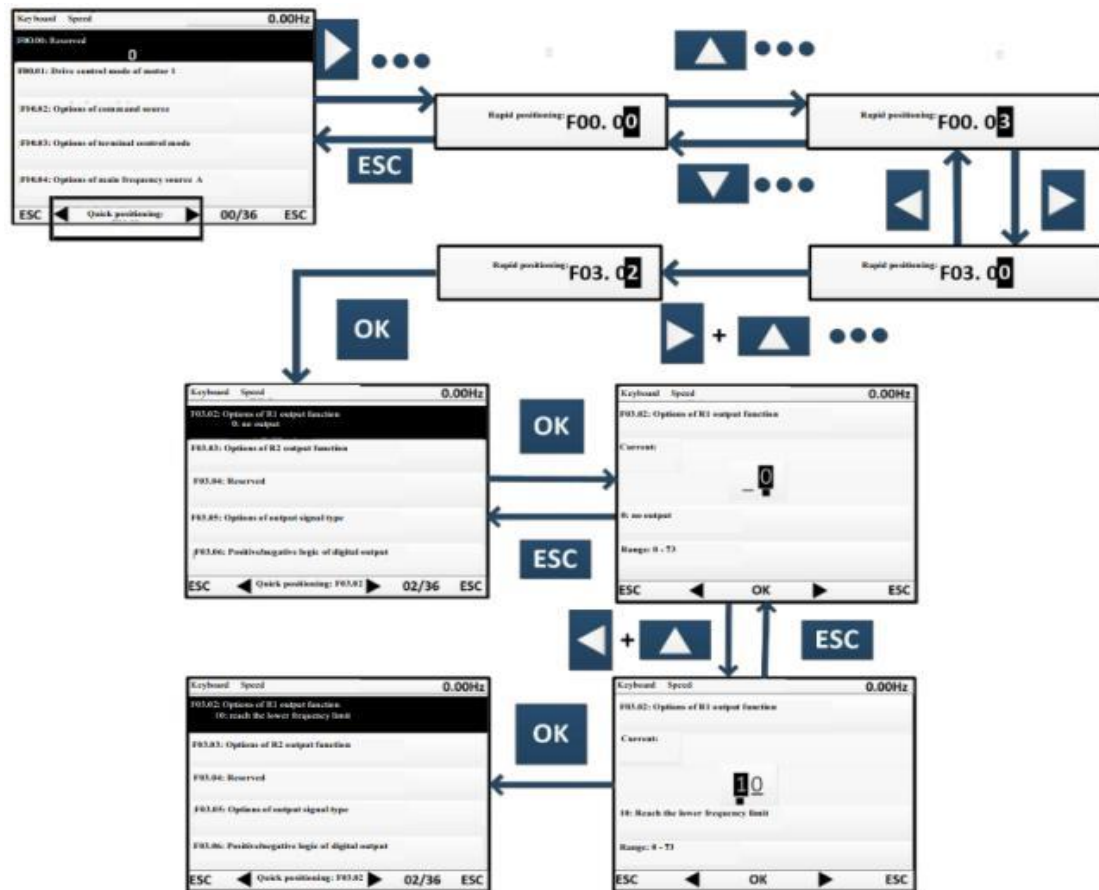 Keyboard Speed 0.00Hz
F03.00: Reserved
0
F00.01: Drive control mode of motor 1
F00.02: Options of command source
F00.03: Options of terminal control mode
F00.04: Options of main frequency source A
ESC Quick positioning: 00/36 ESC
ESC
Rapid positioning: F00. 00
Rapid positioning: F00. 03
Rapid positioning: F03. 02
Rapid positioning: F03. 00
OK
+
Keyboard Speed 0.00Hz
F03.02: Options of R1 output function
0: no output
F03.03: Options of R2 output function
F03.04: Reserved
F03.05: Options of output signal type
F03.06: Positive/negative logic of digital output
ESC Quick positioning: F03.02 02/36 ESC
OK
ESC
Keyboard Speed 0.00Hz
F03.02: Options of R1 output function
Current:
_0
0: no output
Range: 0 - 73
ESC OK ESC
+
ESC
Keyboard Speed 0.00Hz
F03.02: Options of R1 output function
10: reach the lower frequency limit
F03.03: Options of R2 output function
F03.04: Reserved
F03.05: Options of output signal type
F03.06: Positive/negative logic of digital output
ESC Quick positioning: F03.02 02/36 ESC
OK
Keyboard Speed 0.00Hz
F03.02: Options of R1 output function
Current:
10
10: Reach the lower frequency limit
Range: 0 - 73
ESC OK ESC